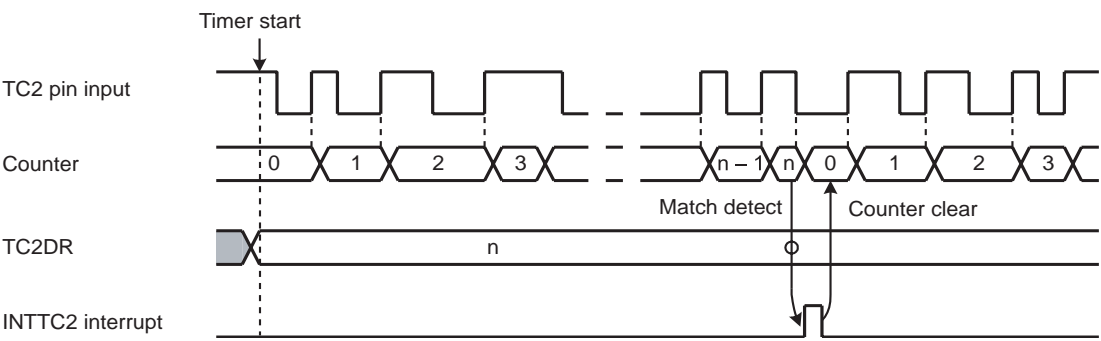 Timer start
TC2 pin input
Counter
0 1 2 3 n – 1 n 0 1 2 3
Match detect Counter clear
TC2DR
n
INTTC2 interrupt